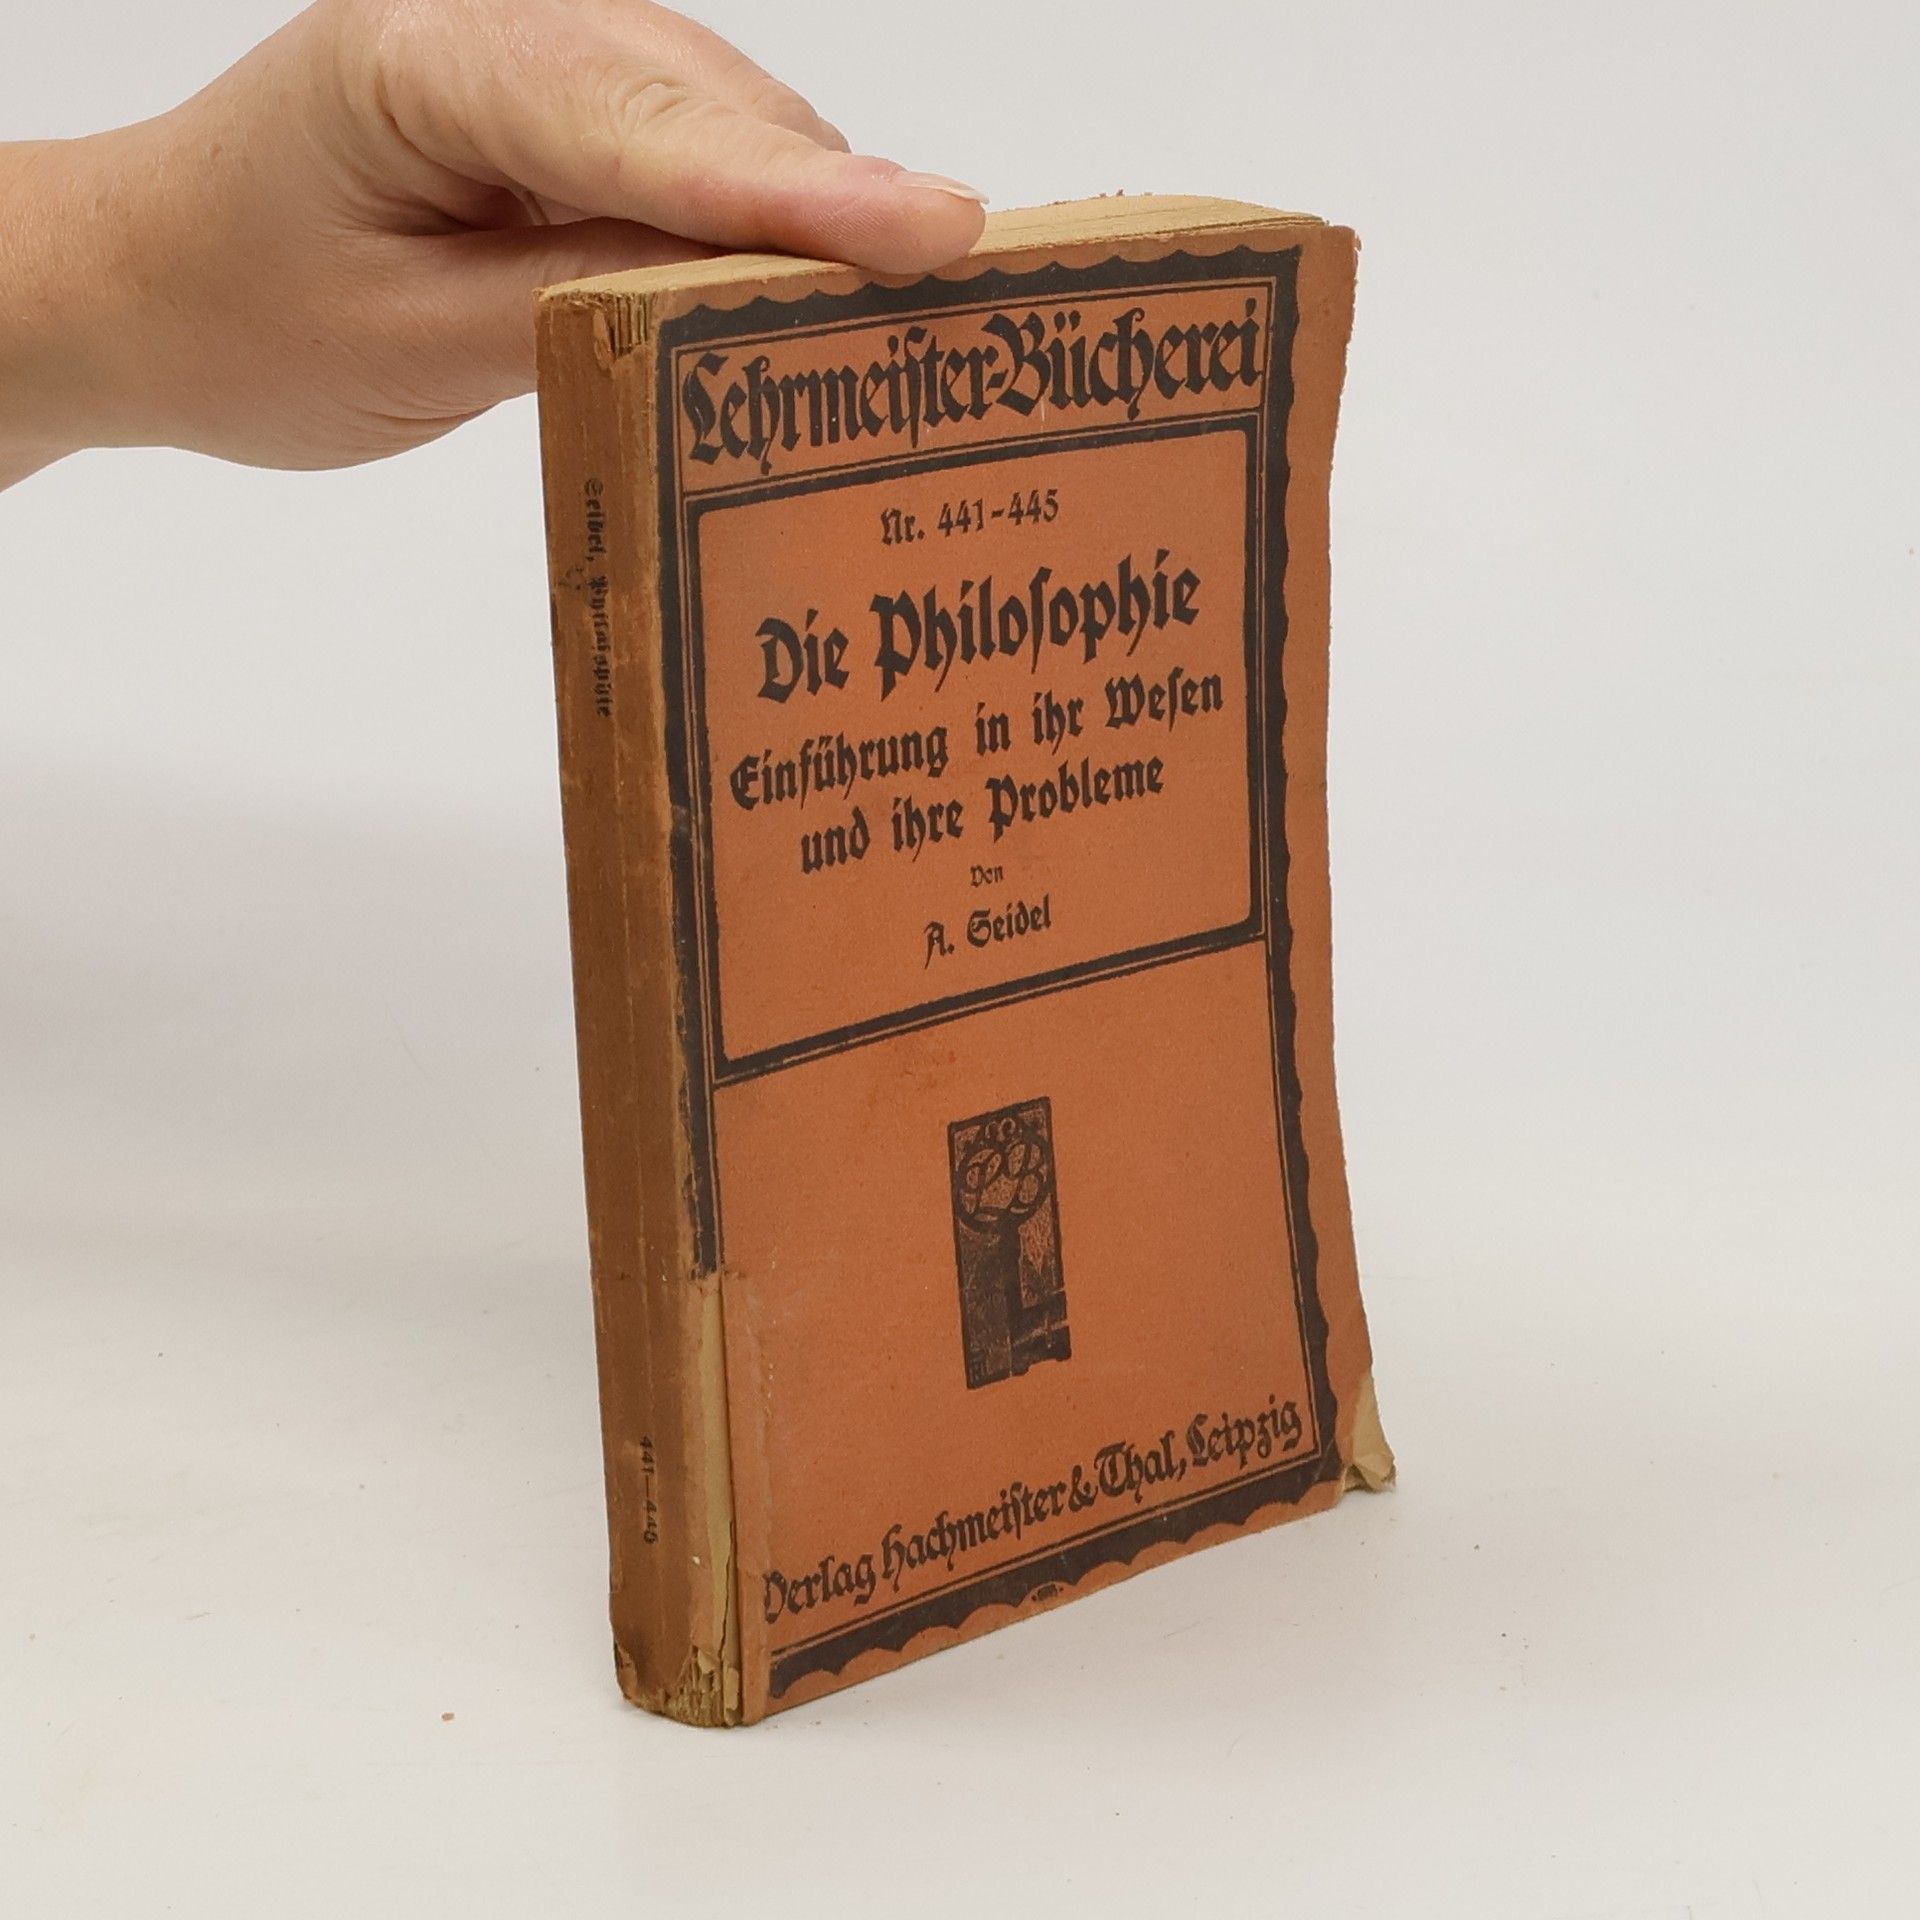 Lehrmeister-Bücherei
Nr. 441-445
Die Philosophie
Einführung in ihr Wesen
und ihre Probleme
Von
A. Seidel
LB
Verlag Hachmeister & Thal, Leipzig
Seidel, Philosophie
441—445